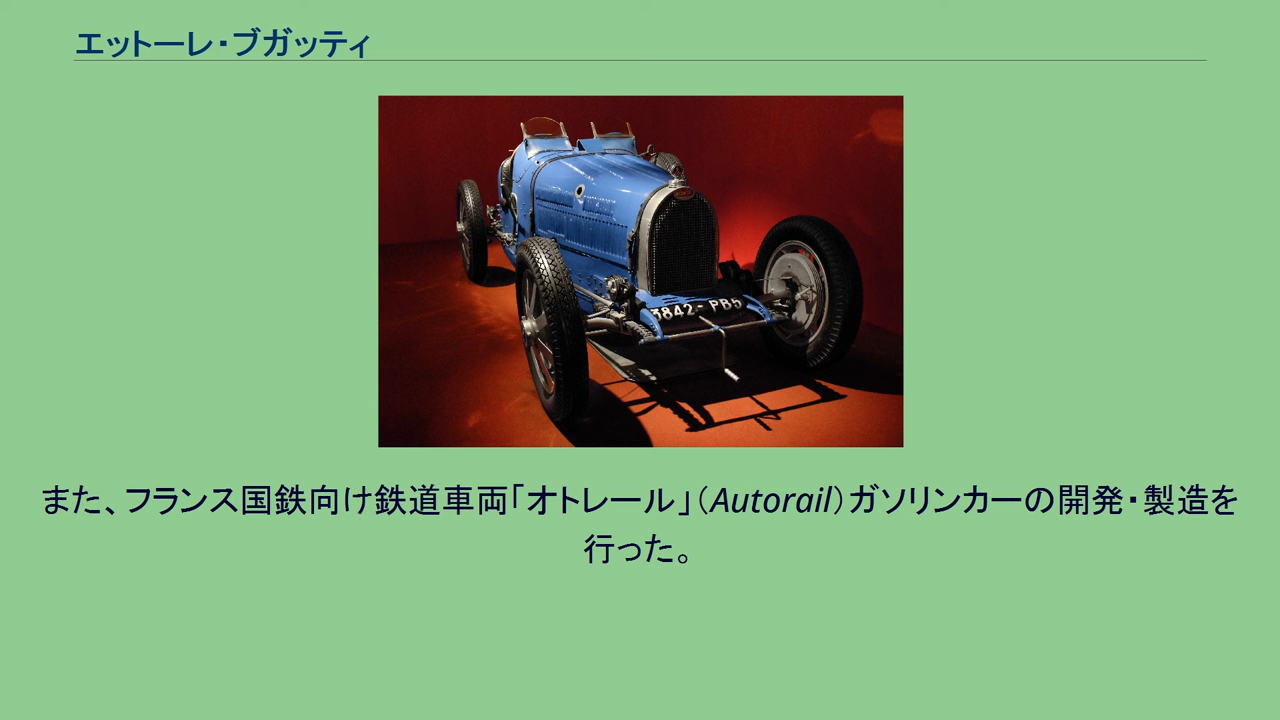 エットーレ・ブガッティ
3842-PB5
また、フランス国鉄向け鉄道車両「オトレール」（Autorail）ガソリンカーの開発・製造を
行った。